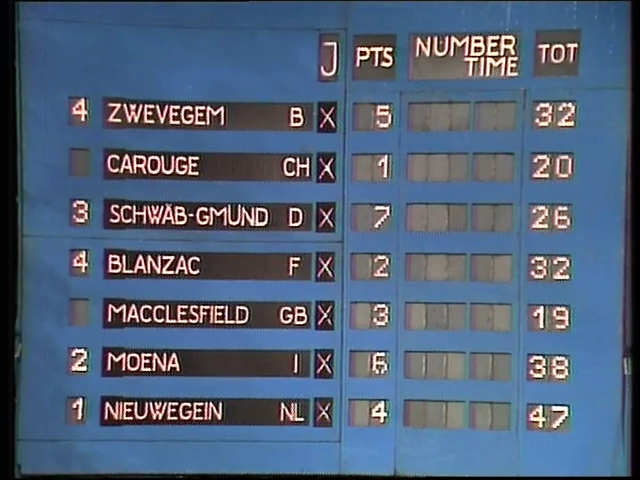 J PTS NUMBER TIME TOT
4 ZWEVEGEM B X 5 32
CAROUGE CH X 1 20
3 SCHWÄB-GMÜND D X 7 26
4 BLANZAC F X 2 32
MACCLESFIELD GB X 3 19
2 MOENA I X 6 38
1 NIEUWEGEIN NL X 4 47